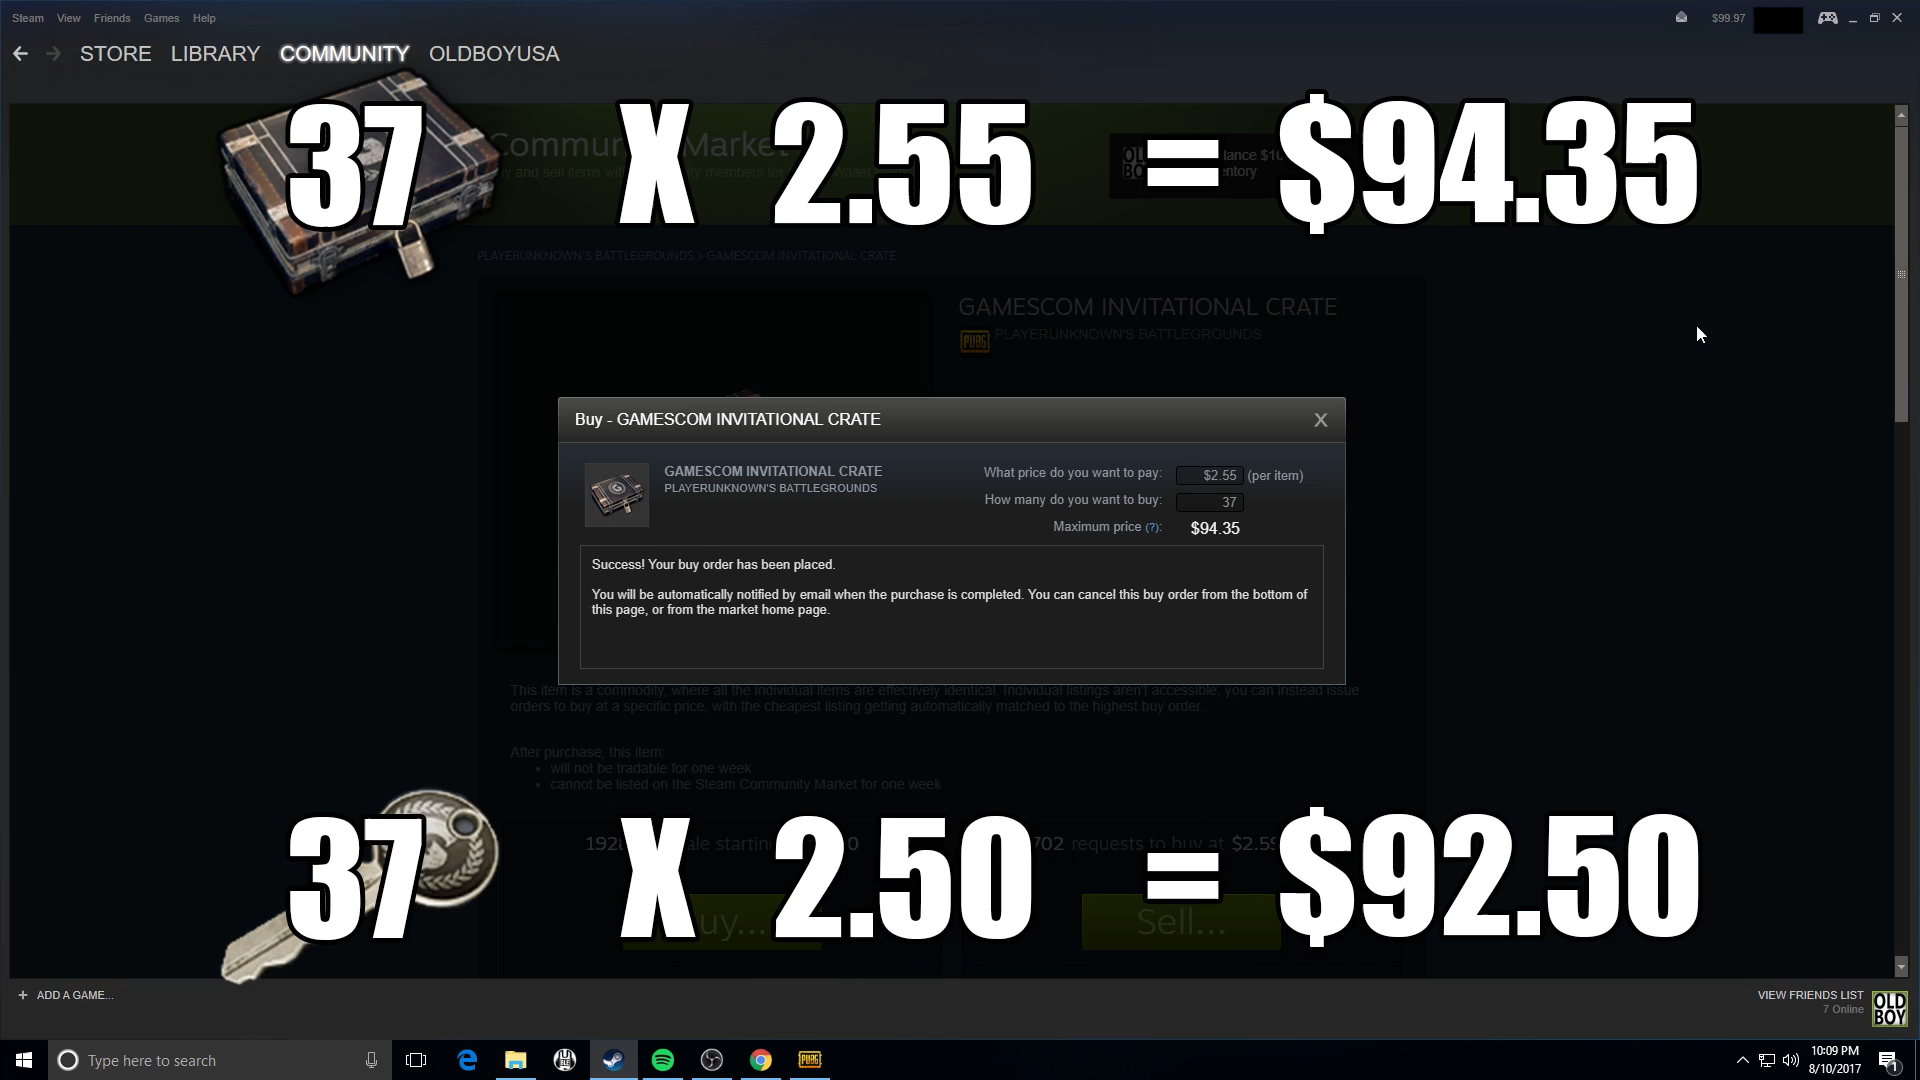 Steam View Friends Games Help
$99.97
STORE LIBRARY COMMUNITY OLDBOYUSA
37 X 2.55 = $94.35
PLAYERUNKNOWN'S BATTLEGROUNDS > GAMESCOM INVITATIONAL CRATE
GAMESCOM INVITATIONAL CRATE
PUBG PLAYERUNKNOWN'S BATTLEGROUNDS
Buy - GAMESCOM INVITATIONAL CRATE X
GAMESCOM INVITATIONAL CRATE
PLAYERUNKNOWN'S BATTLEGROUNDS
What price do you want to pay: $2.55 (per item)
How many do you want to buy: 37
Maximum price (?): $94.35
Success! Your buy order has been placed.
You will be automatically notified by email when the purchase is completed. You can cancel this buy order from the bottom of
this page, or from the market home page.
This item is a commodity, where all the individual items are effectively identical. Individual listings aren't accessible; you can instead issue
orders to buy at a specific price, with the cheapest listing getting automatically matched to the highest buy order.
After purchase, this item:
• will not be tradable for one week
• cannot be listed on the Steam Community Market for one week
requests to buy at $2.59
37 X 2.50 = $92.50
Sell...
+ ADD A GAME...
VIEW FRIENDS LIST
7 Online
OLD
BOY
Type here to search
PUBG
10:09 PM
8/10/2017
1